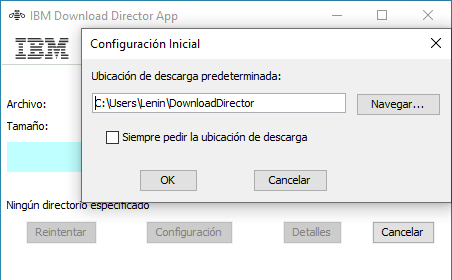 IBM Download Director App
IBM
Configuración Inicial
Ubicación de descarga predeterminada:
C:\Users\Lenin\DownloadDirector
Navegar...
Siempre pedir la ubicación de descarga
OK
Cancelar
Archivo:
Tamaño:
Ningún directorio especificado
Reintentar
Configuración
Detalles
Cancelar